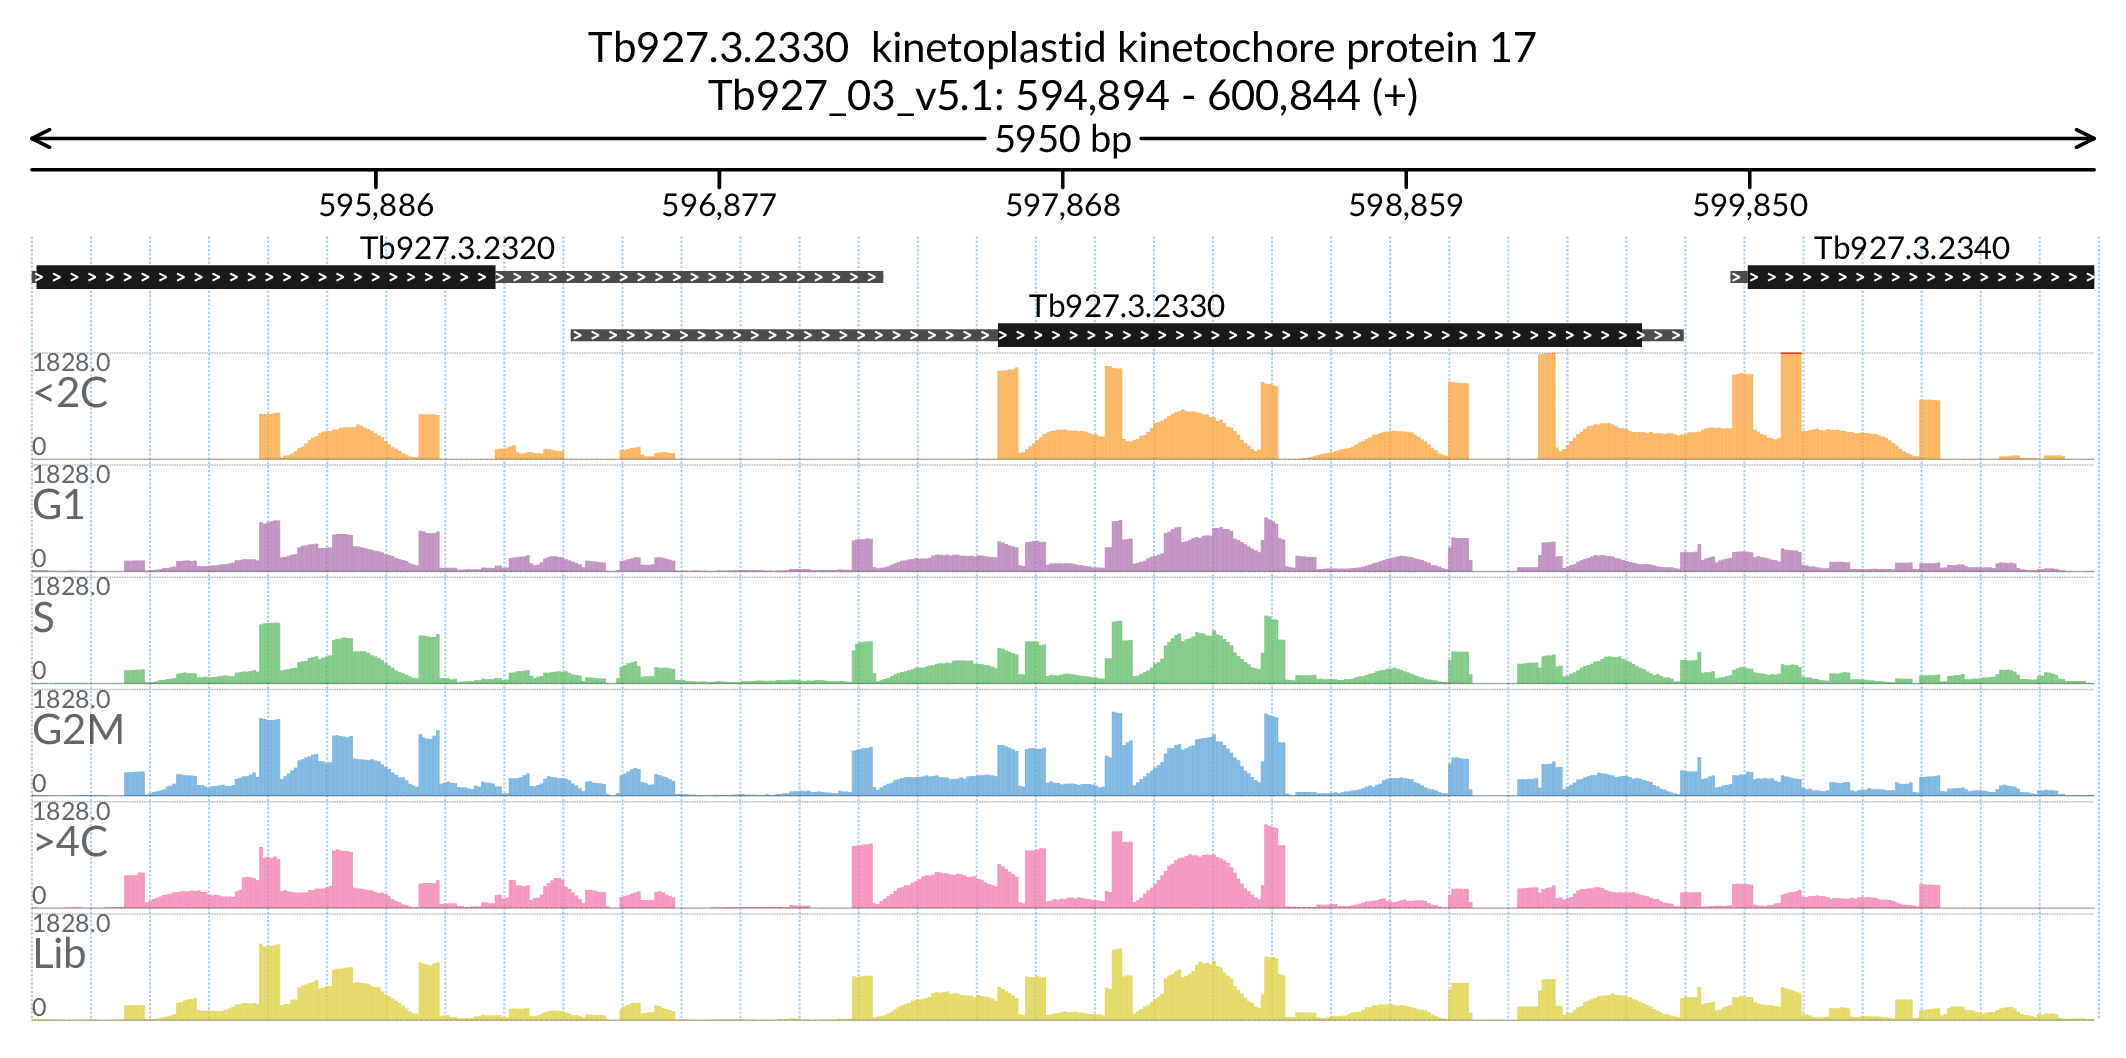 Tb927.3.2330  kinetoplastid kinetochore protein 17
Tb927_03_v5.1: 594,894 - 600,844 (+)
5950 bp
595,886 596,877 597,868 598,859 599,850
Tb927.3.2320 Tb927.3.2340
Tb927.3.2330
1828.0
<2C
0
1828.0
G1
0
1828.0
S
0
1828.0
G2M
0
1828.0
>4C
0
1828.0
Lib
0